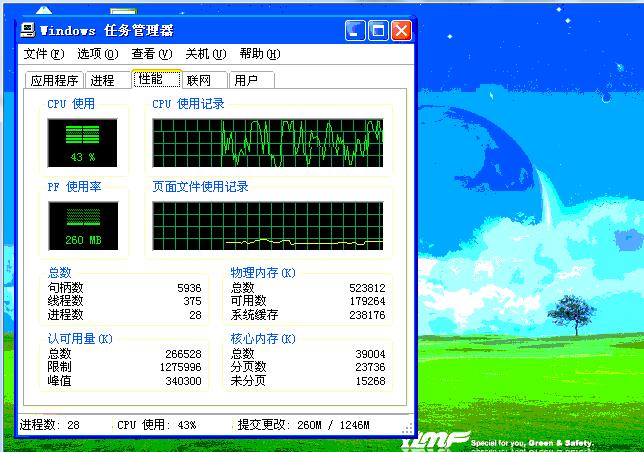 Windows 任务管理器
文件(F) 选项(O) 查看(V) 关机(U) 帮助(H)
应用程序 进程 性能 联网 用户
CPU 使用 CPU 使用记录
43 %
PF 使用率 页面文件使用记录
260 MB
总数 物理内存(K)
句柄数 5936 总数 523812
线程数 375 可用数 179264
进程数 28 系统缓存 238176
认可用量(K) 核心内存(K)
总数 266528 总数 39004
限制 1275996 分页数 23736
峰值 340300 未分页 15268
进程数: 28 CPU 使用: 43% 提交更改: 260M / 1246M
YLMF Special for you, Green & Safety.